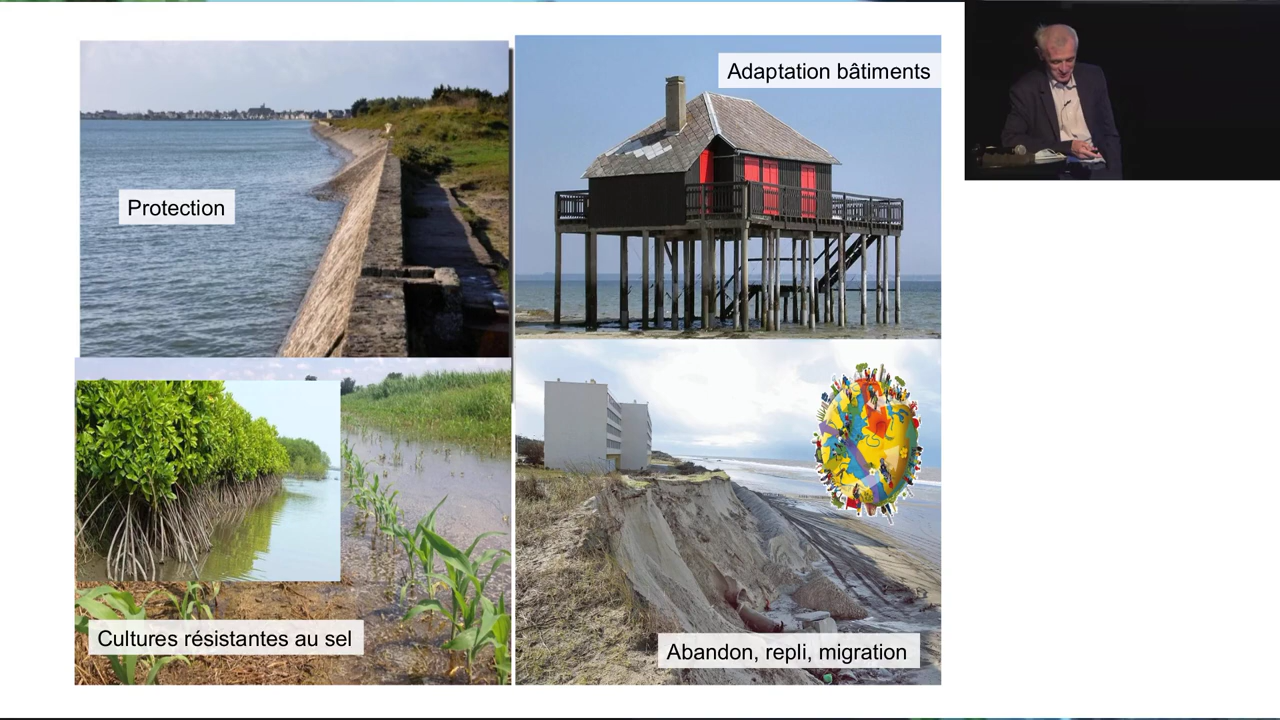 Adaptation bâtiments
Protection
Cultures résistantes au sel
Abandon, repli, migration